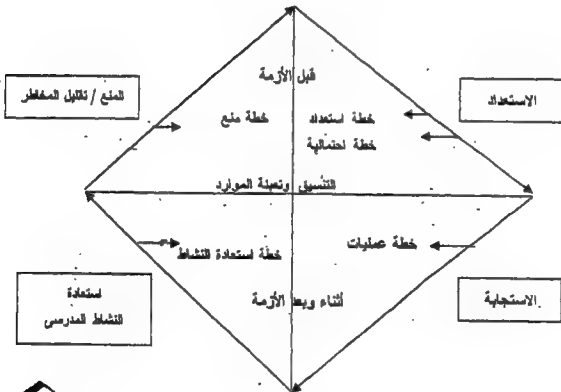 قبل الأزمة
المنع / تقليل المخاطر
الاستعداد
خطة منع
خطة استعداد
خطة احتمالية
التنسيق وتعبئة الموارد
خطة استعادة النشاط
خطة عمليات
أثناء وبعد الأزمة
استعادة
النشاط المدرسى
الاستجابة